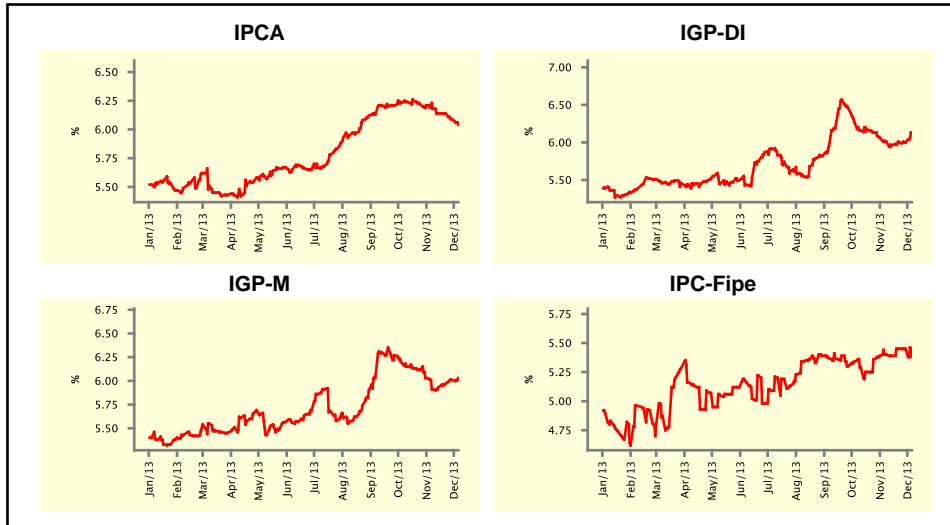 IPCA
6.50
6.25
6.00
5.75
5.50
%
Jan/13
Feb/13
Mar/13
Apr/13
May/13
Jun/13
Jul/13
Aug/13
Sep/13
Oct/13
Nov/13
Dec/13
IGP-DI
7.00
6.50
6.00
5.50
%
Jan/13
Feb/13
Mar/13
Apr/13
May/13
Jun/13
Jul/13
Aug/13
Sep/13
Oct/13
Nov/13
Dec/13
IGP-M
6.75
6.50
6.25
6.00
5.75
5.50
%
Jan/13
Feb/13
Mar/13
Apr/13
May/13
Jun/13
Jul/13
Aug/13
Sep/13
Oct/13
Nov/13
Dec/13
IPC-Fipe
5.75
5.50
5.25
5.00
4.75
%
Jan/13
Feb/13
Mar/13
Apr/13
May/13
Jun/13
Jul/13
Aug/13
Sep/13
Oct/13
Nov/13
Dec/13